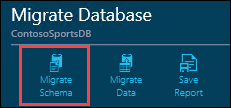 Migrate Database
ContosoSportsDB
Migrate Schema
Migrate Data
Save Report